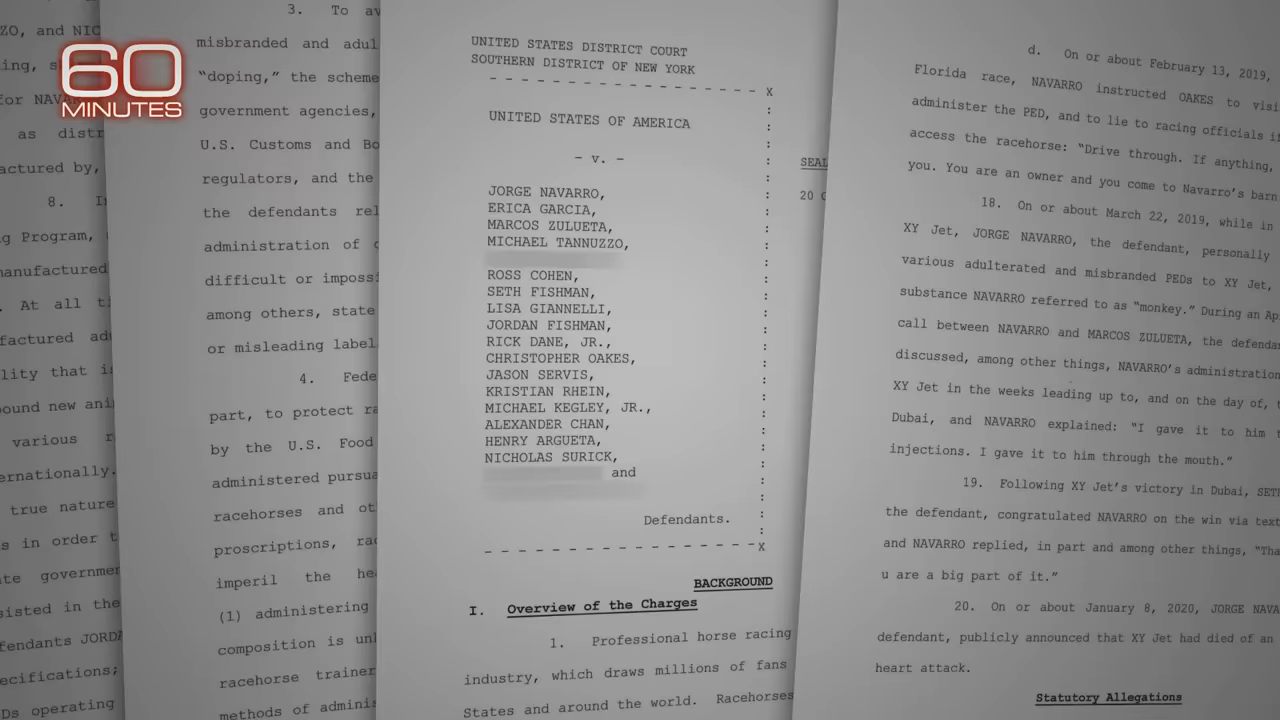 60
MINUTES
ZO, and NIC
for NAVA
as distr
actured by,
8. I
ng Program,
manufactured
. At all ti
factured ad
lity that i
ound new ani
various r
ernationally.
true nature
s in order t
te governme
sisted in the
fendants JORDA
ecifications;
Ds operating
3. To av
misbranded and adul
“doping,” the scheme
government agencies,
U.S. Customs and Bo
regulators, and the
the defendants rel
administration of
difficult or impossi
among others, state
or misleading label
4. Fede
part, to protect ra
by the U.S. Food
administered pursua
racehorses and ot
proscriptions, rac
imperil the hea
(1) administering
composition is unk
racehorse trainer
methods of adminis
UNITED STATES DISTRICT COURT
SOUTHERN DISTRICT OF NEW YORK
- - - - - - - - - - - - - - - - X
UNITED STATES OF AMERICA
- v. -
JORGE NAVARRO,
ERICA GARCIA,
MARCOS ZULUETA,
MICHAEL TANNUZZO,
ROSS COHEN,
SETH FISHMAN,
LISA GIANNELLI,
JORDAN FISHMAN,
RICK DANE, JR.,
CHRISTOPHER OAKES,
JASON SERVIS,
KRISTIAN RHEIN,
MICHAEL KEGLEY, JR.,
ALEXANDER CHAN,
HENRY ARGUETA,
NICHOLAS SURICK,
and
Defendants.
- - - - - - - - - - - - - - - - -X
SEAL
20 C
BACKGROUND
I. Overview of the Charges
1. Professional horse racing
industry, which draws millions of fans
States and around the world. Racehorses
d. On or about February 13, 2019,
Florida race, NAVARRO instructed OAKES to visi
administer the PED, and to lie to racing officials i
access the racehorse: “Drive through. If anything,
you. You are an owner and you come to Navarro’s barn
18. On or about March 22, 2019, while in
XY Jet, JORGE NAVARRO, the defendant, personally
various adulterated and misbranded PEDs to XY Jet,
substance NAVARRO referred to as “monkey.” During an Ap
call between NAVARRO and MARCOS ZULUETA, the defenda
discussed, among other things, NAVARRO’s administration
XY Jet in the weeks leading up to, and on the day of, t
Dubai, and NAVARRO explained: “I gave it to him t
injections. I gave it to him through the mouth.”
19. Following XY Jet’s victory in Dubai, SET
the defendant, congratulated NAVARRO on the win via text
and NAVARRO replied, in part and among other things, “Tha
u are a big part of it.”
20. On or about January 8, 2020, JORGE NAVA
defendant, publicly announced that XY Jet had died of an
heart attack.
Statutory Allegations